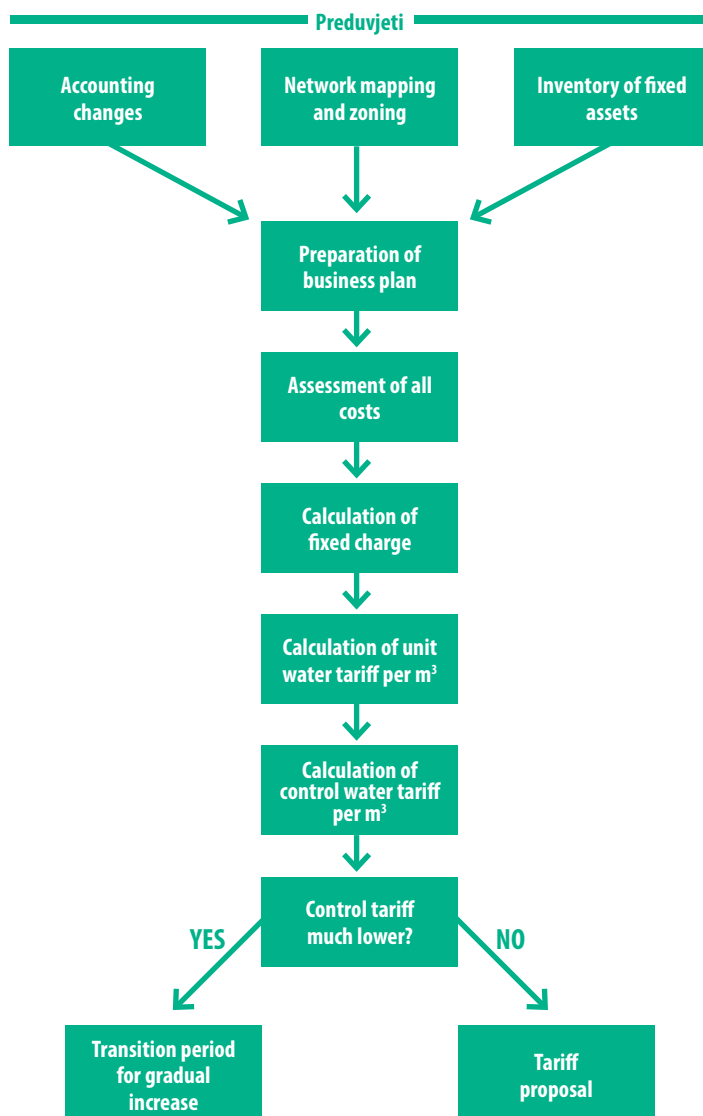 Preduvjeti
Accounting
changes
Network mapping
and zoning
Inventory of fixed
assets
Preparation of
business plan
Assessment of all
costs
Calculation of
fixed charge
Calculation of unit
water tariff per m³
Calculation of
control water tariff
per m³
Control tariff
much lower?
YES
NO
Transition period
for gradual
increase
Tariff
proposal